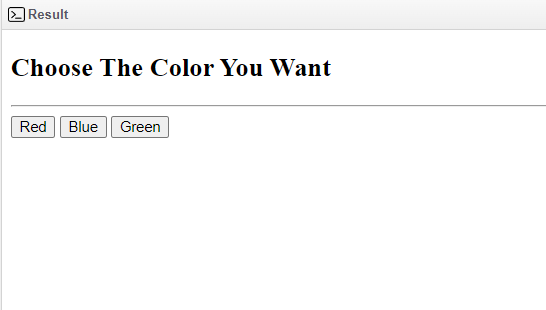 Result
Choose The Color You Want
Red Blue Green